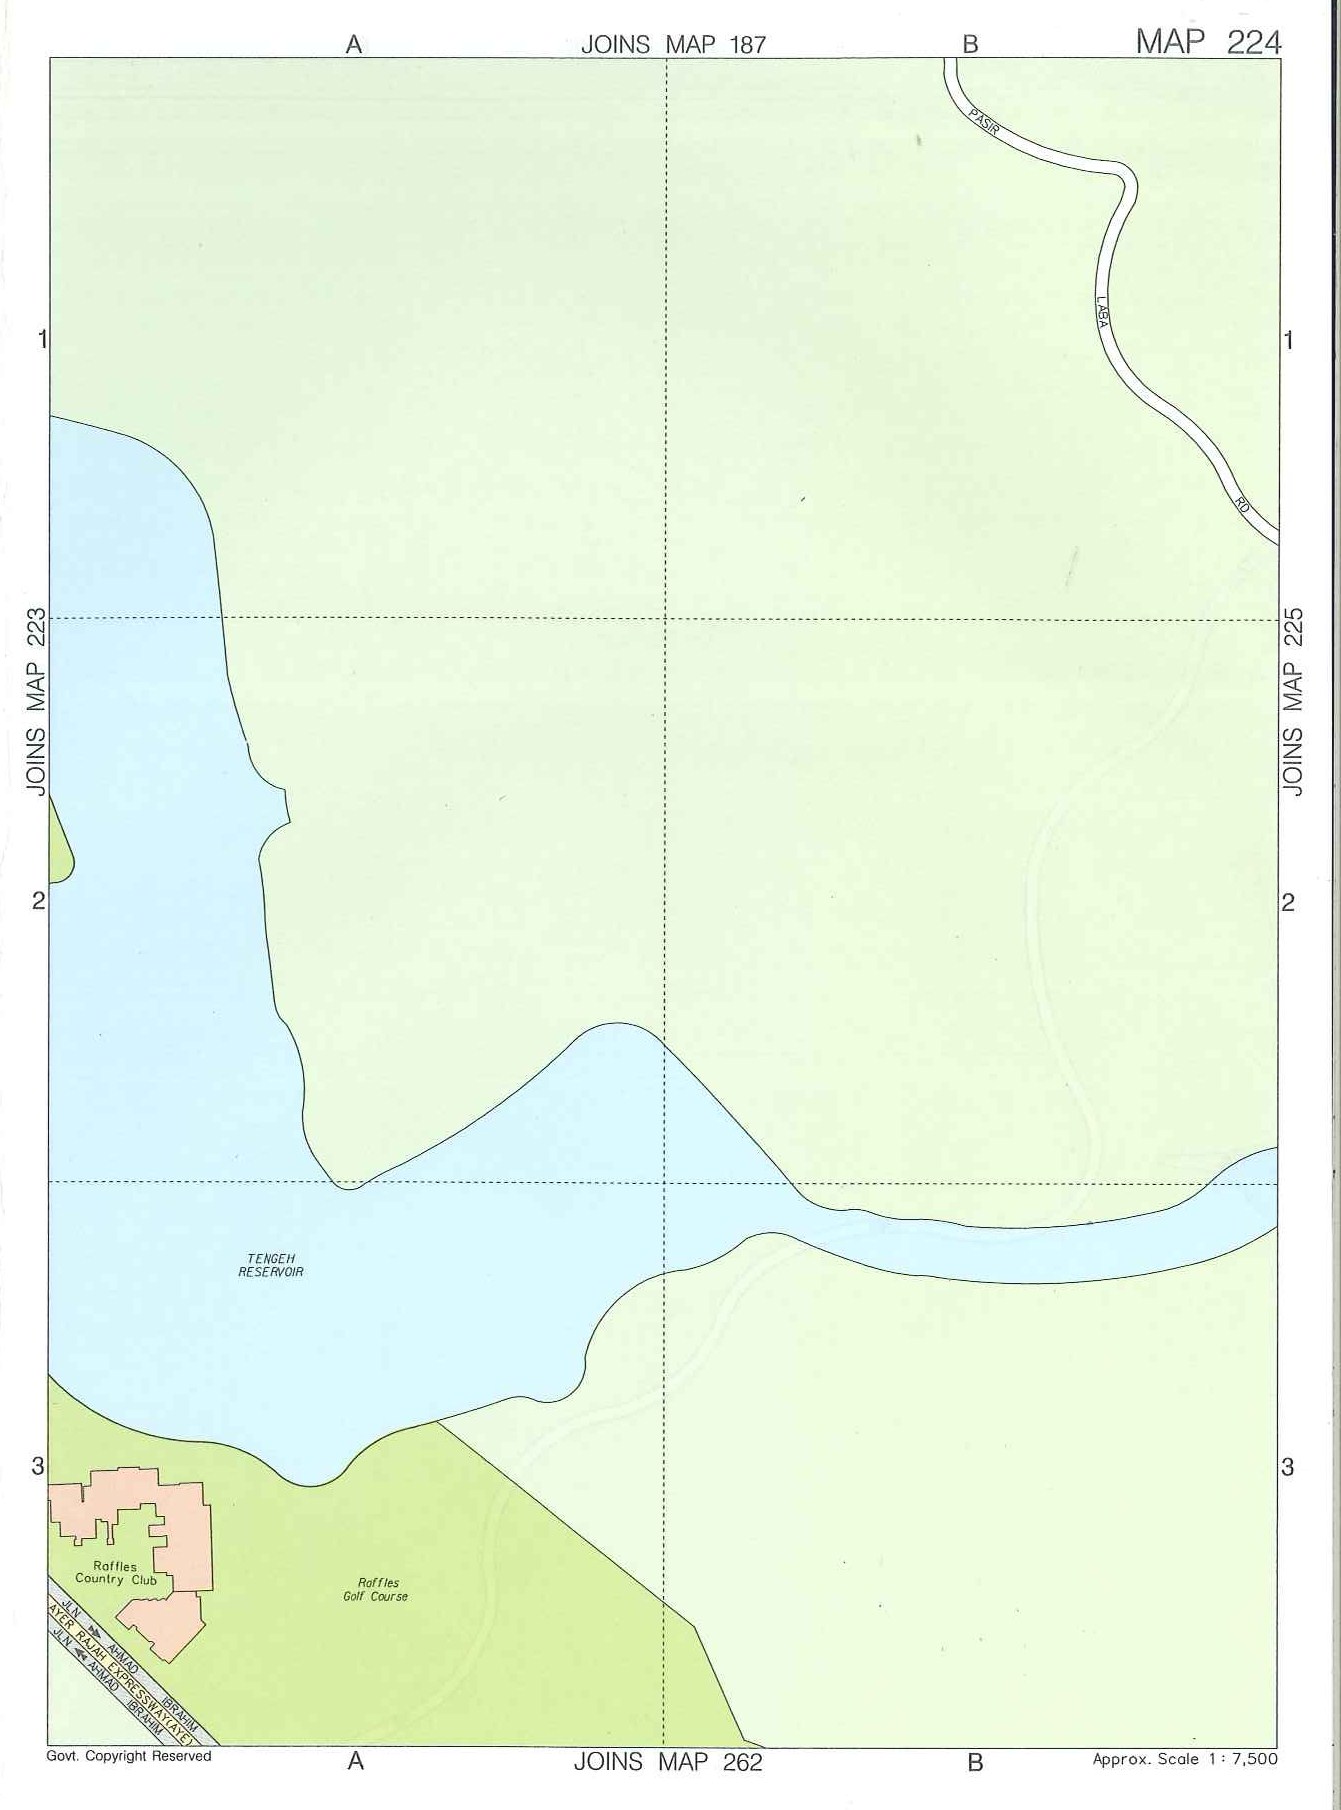 A
JOINS MAP 187
B
MAP 224
PASIR
LABA
RD
1
1
JOINS MAP 223
JOINS MAP 225
2
2
TENGEH
RESERVOIR
3
3
Raffles
Country Club
Raffles
Golf Course
JLN AHMAD IBRAHIM
AYER RAJAH EXPRESSWAY(AYE)
JLN AHMAD IBRAHIM
Govt. Copyright Reserved
A
JOINS MAP 262
B
Approx. Scale 1 : 7,500